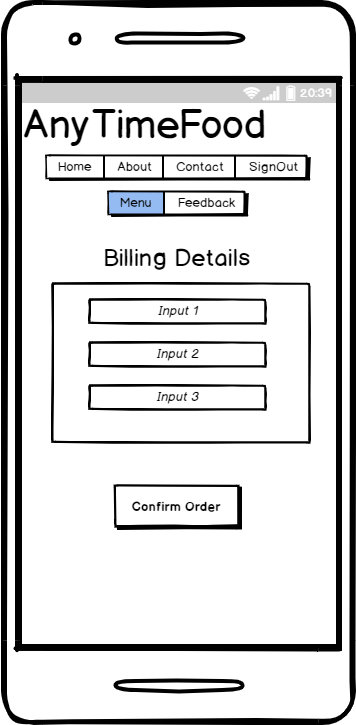 20:39
AnyTimeFood
Home About Contact SignOut
Menu Feedback
Billing Details
Input 1
Input 2
Input 3
Confirm Order